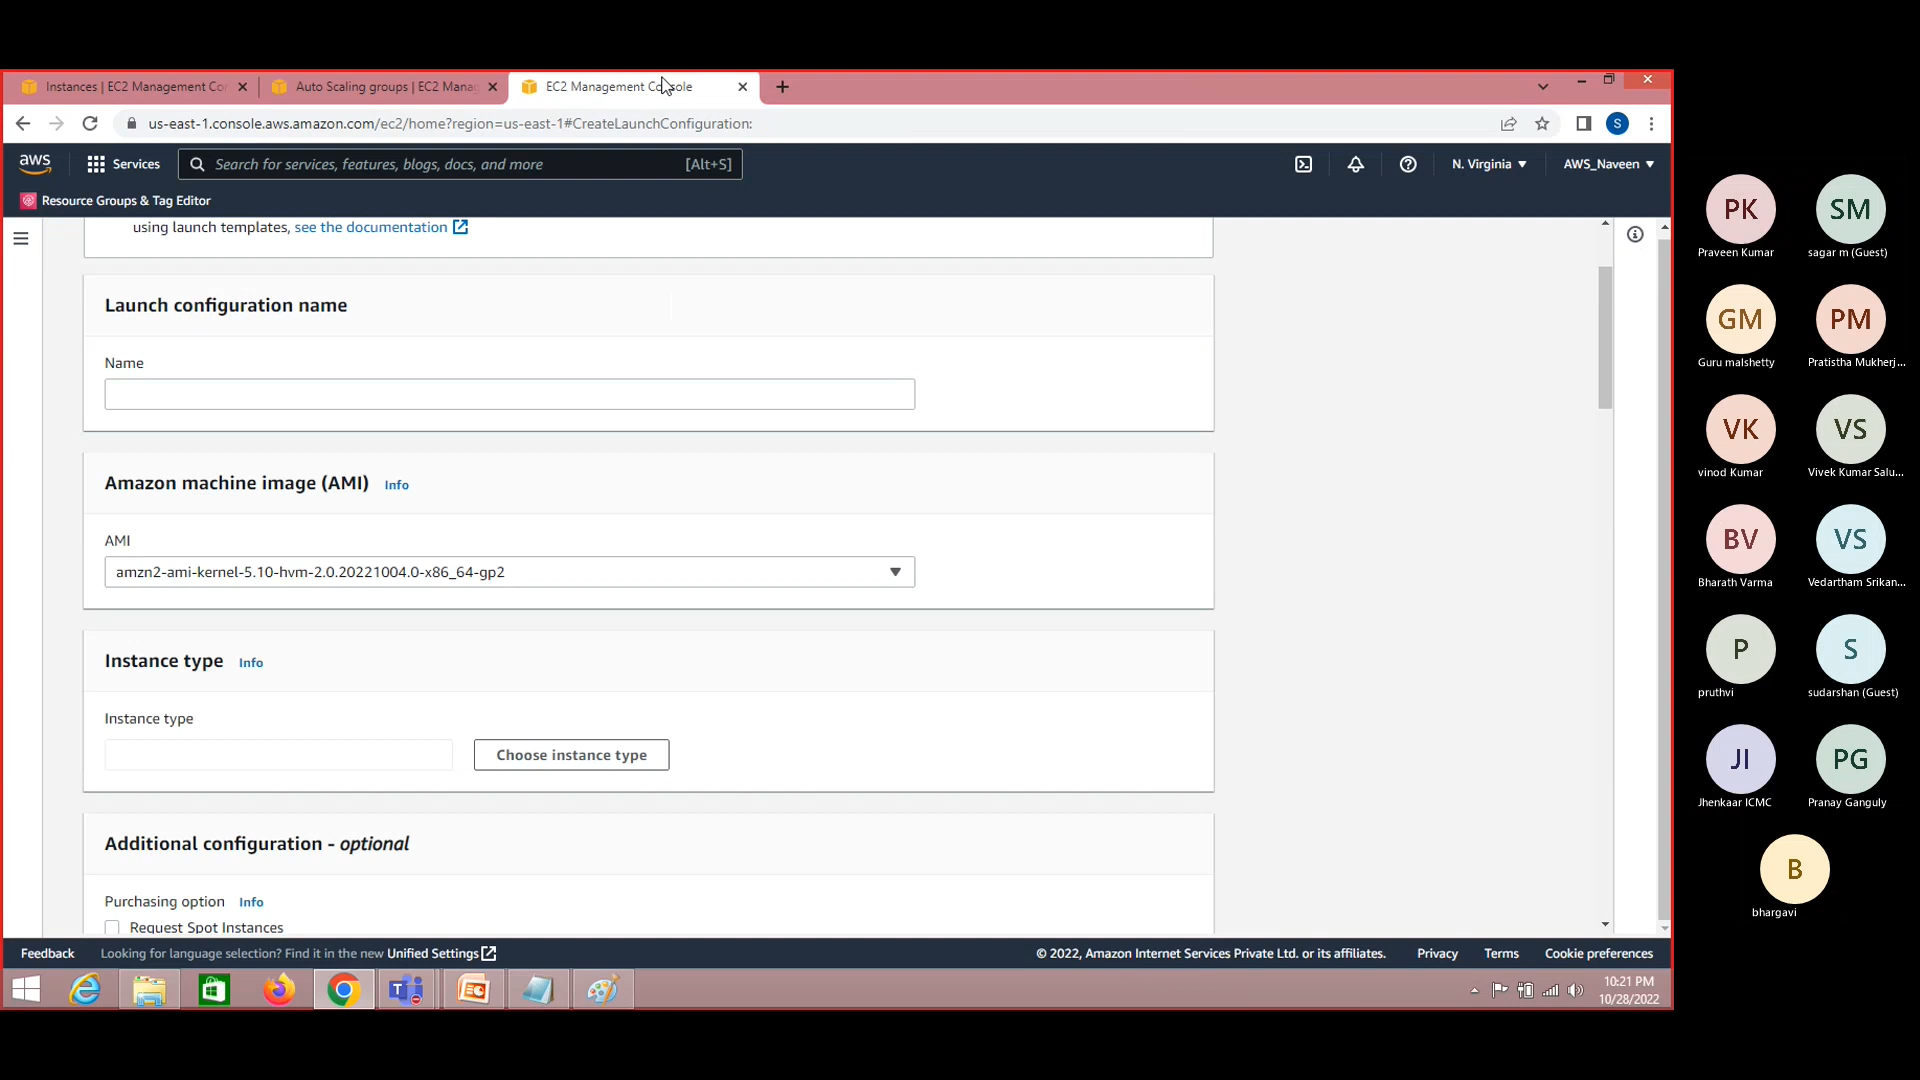 Instances | EC2 Management Con
Auto Scaling groups | EC2 Manag
EC2 Management Console
us-east-1.console.aws.amazon.com/ec2/home?region=us-east-1#CreateLaunchConfiguration:
S
aws
Services
Search for services, features, blogs, docs, and more
[Alt+S]
N. Virginia
AWS_Naveen
Resource Groups & Tag Editor
using launch templates, see the documentation
Launch configuration name
Name
Amazon machine image (AMI) Info
AMI
amzn2-ami-kernel-5.10-hvm-2.0.20221004.0-x86_64-gp2
Instance type Info
Instance type
Choose instance type
Additional configuration - optional
Purchasing option Info
Request Spot Instances
Feedback
Looking for language selection? Find it in the new Unified Settings
© 2022, Amazon Internet Services Private Ltd. or its affiliates.
Privacy
Terms
Cookie preferences
10:21 PM
10/28/2022
PK
Praveen Kumar
SM
sagar m (Guest)
GM
Guru malshetty
PM
Pratistha Mukherj...
VK
vinod Kumar
VS
Vivek Kumar Salu...
BV
Bharath Varma
VS
Vedartham Srikan...
P
pruthvi
S
sudarshan (Guest)
JI
Jhenkaar ICMC
PG
Pranay Ganguly
B
bhargavi